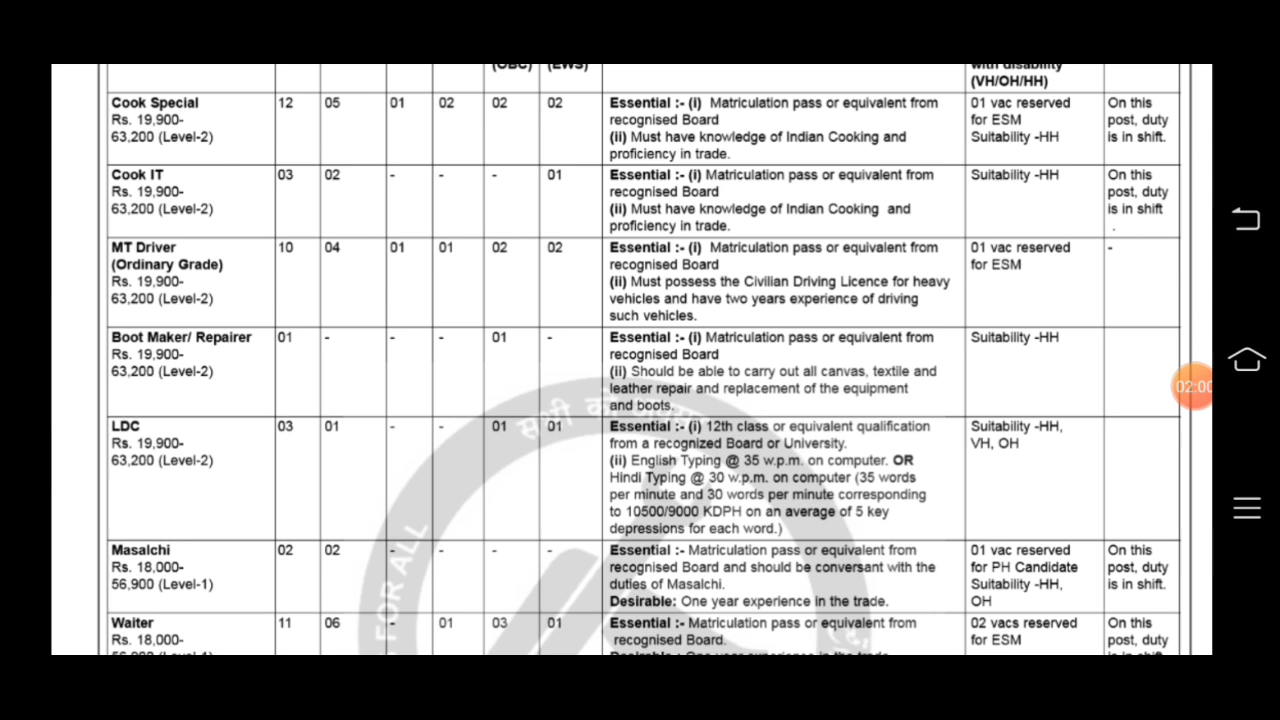 (OBC) (EWS) with disability
(VH/OH/HH)
Cook Special 12 05 01 02 02 02 Essential :- (i) Matriculation pass or equivalent from 01 vac reserved On this
Rs. 19,900- recognised Board for ESM post, duty
63,200 (Level-2) (ii) Must have knowledge of Indian Cooking and Suitability -HH is in shift.
proficiency in trade.
Cook IT 03 02 - - - 01 Essential :- (i) Matriculation pass or equivalent from Suitability -HH On this
Rs. 19,900- recognised Board post, duty
63,200 (Level-2) (ii) Must have knowledge of Indian Cooking and is in shift
proficiency in trade. .
MT Driver 10 04 01 01 02 02 Essential :- (i) Matriculation pass or equivalent from 01 vac reserved -
(Ordinary Grade) recognised Board for ESM
Rs. 19,900- (ii) Must possess the Civilian Driving Licence for heavy
63,200 (Level-2) vehicles and have two years experience of driving
such vehicles.
Boot Maker/ Repairer 01 - - - 01 - Essential :- (i) Matriculation pass or equivalent from Suitability -HH
Rs. 19,900- recognised Board
63,200 (Level-2) (ii) Should be able to carry out all canvas, textile and
leather repair and replacement of the equipment
and boots.
LDC 03 01 - - 01 01 Essential :- (i) 12th class or equivalent qualification Suitability -HH,
Rs. 19,900- from a recognized Board or University. VH, OH
63,200 (Level-2) (ii) English Typing @ 35 w.p.m. on computer. OR
Hindi Typing @ 30 w.p.m. on computer (35 words
per minute and 30 words per minute corresponding
to 10500/9000 KDPH on an average of 5 key
depressions for each word.)
Masalchi 02 02 - - - - Essential :- Matriculation pass or equivalent from 01 vac reserved On this
Rs. 18,000- recognised Board and should be conversant with the for PH Candidate post, duty
56,900 (Level-1) duties of Masalchi. Suitability -HH, is in shift.
Desirable: One year experience in the trade. OH
Waiter 11 06 - 01 03 01 Essential :- Matriculation pass or equivalent from 02 vacs reserved On this
Rs. 18,000- recognised Board. for ESM post, duty
56,900 (Level-1) Desirable : One year experience in the trade is in shift
सभी को
FOR ALL
02:00